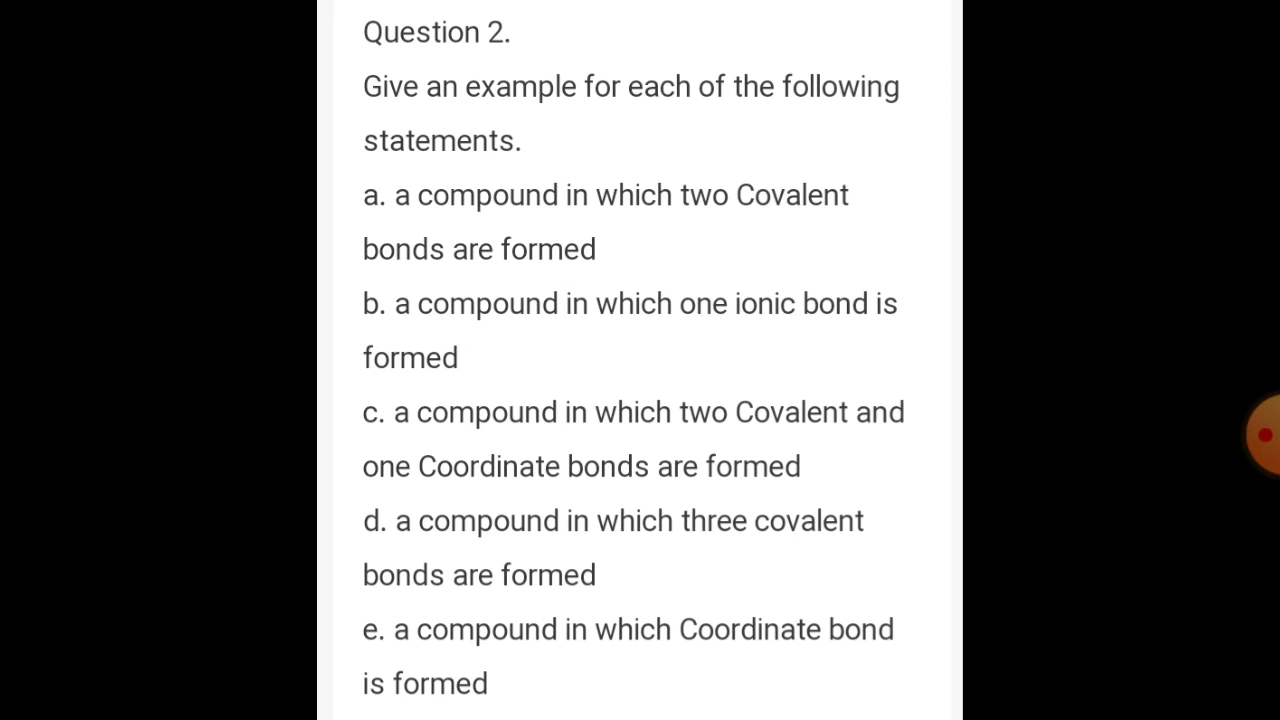 Question 2.
Give an example for each of the following
statements.
a. a compound in which two Covalent
bonds are formed
b. a compound in which one ionic bond is
formed
c. a compound in which two Covalent and
one Coordinate bonds are formed
d. a compound in which three covalent
bonds are formed
e. a compound in which Coordinate bond
is formed